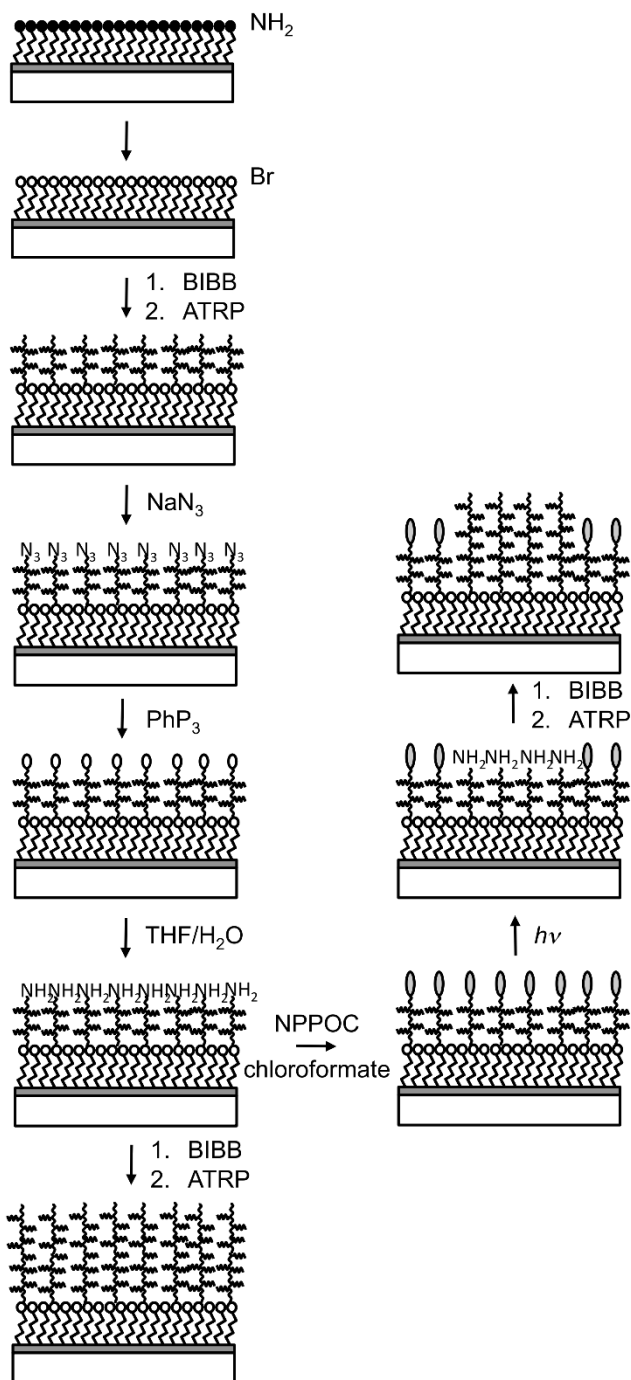 NH₂
Br
1. BIBB
2. ATRP
NaN₃
N₃ N₃ N₃ N₃ N₃ N₃ N₃ N₃
PhP₃
THF/H₂O
NH₂NH₂NH₂NH₂NH₂NH₂NH₂NH₂
1. BIBB
2. ATRP
NPPOC
chloroformate
hν
NH₂NH₂NH₂NH₂
1. BIBB
2. ATRP